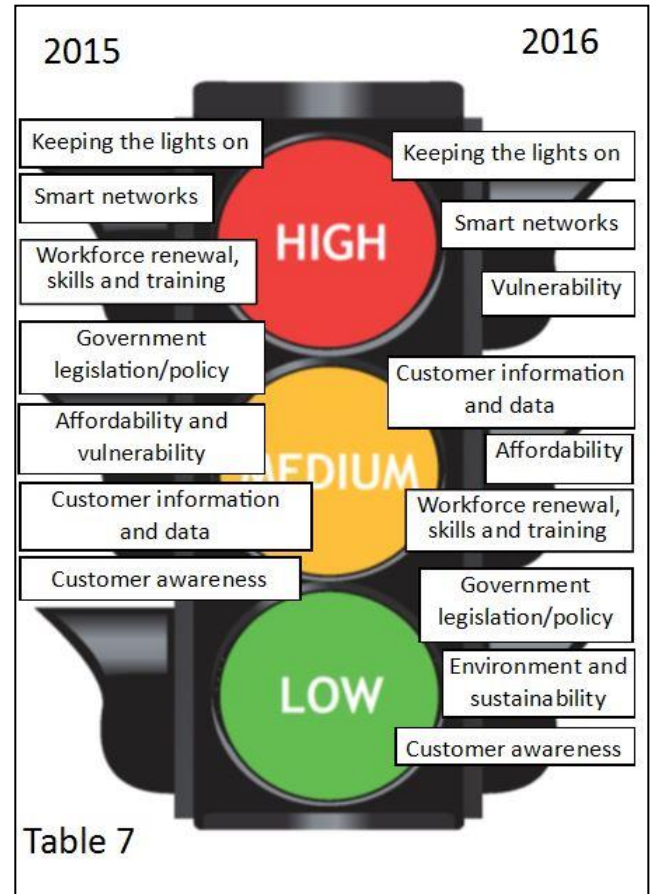 2015
2016
Keeping the lights on
Smart networks
Workforce renewal,
skills and training
Government
legislation/policy
Affordability and
vulnerability
Customer information
and data
Customer awareness
HIGH
MEDIUM
LOW
Keeping the lights on
Smart networks
Vulnerability
Customer information
and data
Affordability
Workforce renewal,
skills and training
Government
legislation/policy
Environment and
sustainability
Customer awareness
Table 7